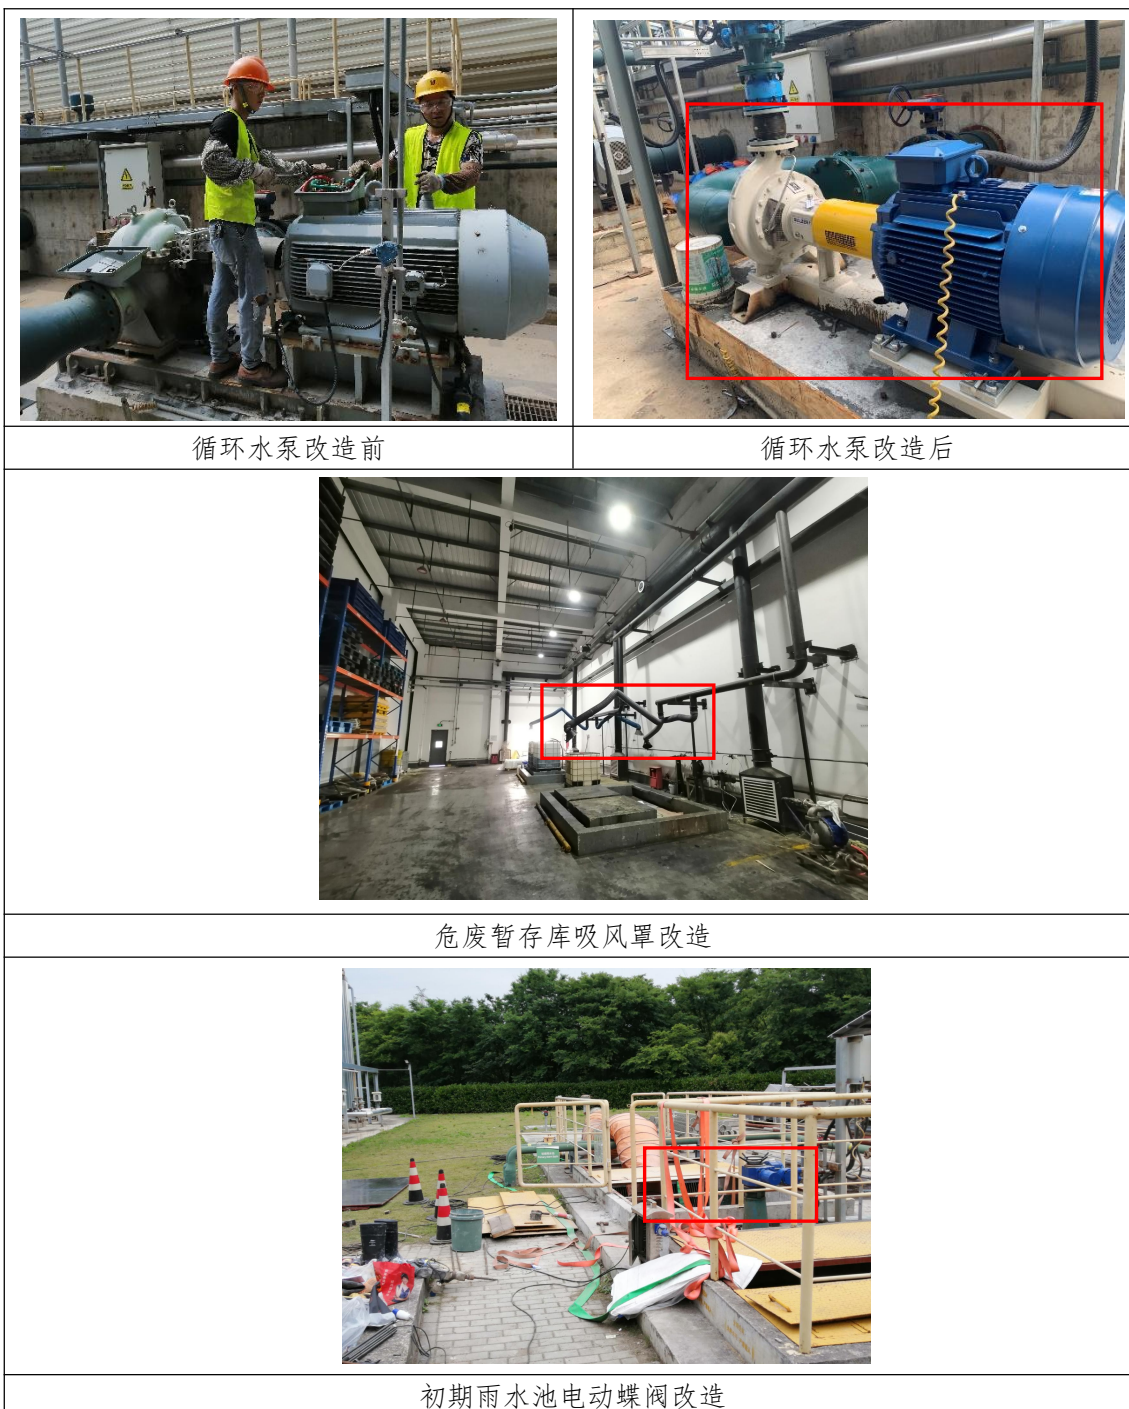 循环水泵改造前
循环水泵改造后
危废暂存库吸风罩改造
初期雨水池电动蝶阀改造